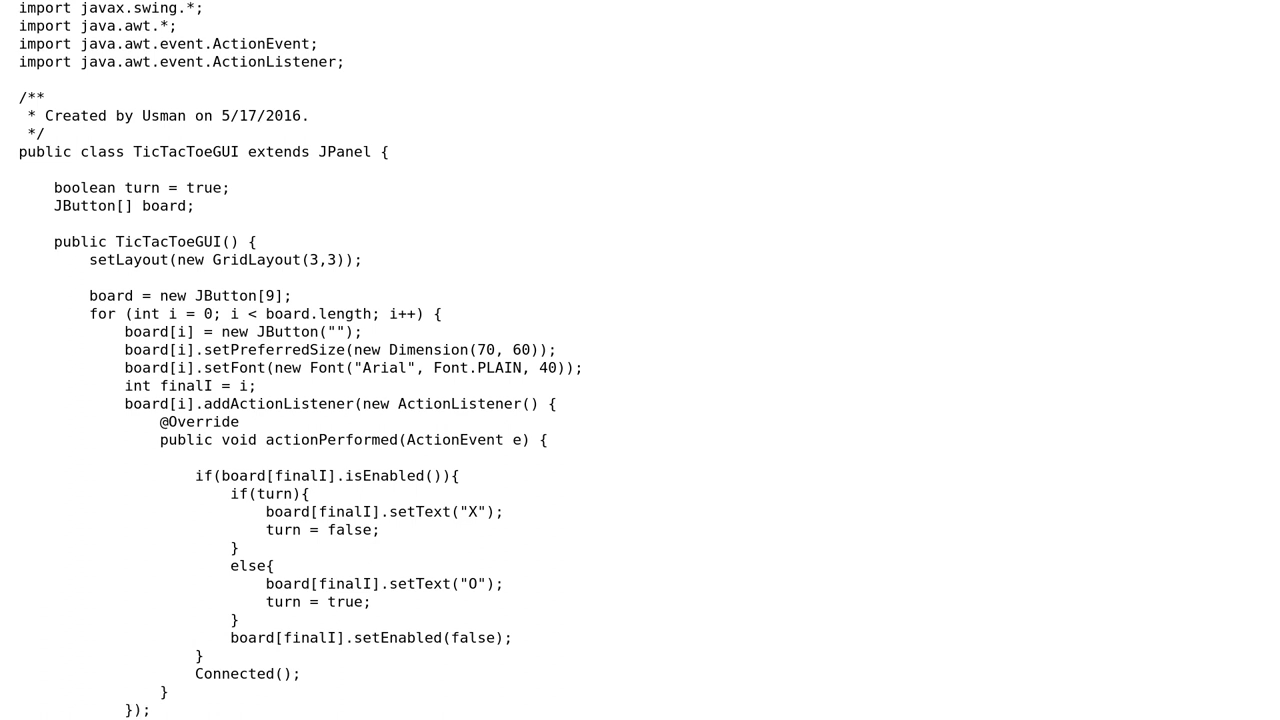 import javax.swing.*;
import java.awt.*;
import java.awt.event.ActionEvent;
import java.awt.event.ActionListener;

/**
 * Created by Usman on 5/17/2016.
 */
public class TicTacToeGUI extends JPanel {

    boolean turn = true;
    JButton[] board;

    public TicTacToeGUI() {
        setLayout(new GridLayout(3,3));

        board = new JButton[9];
        for (int i = 0; i < board.length; i++) {
            board[i] = new JButton("");
            board[i].setPreferredSize(new Dimension(70, 60));
            board[i].setFont(new Font("Arial", Font.PLAIN, 40));
            int finalI = i;
            board[i].addActionListener(new ActionListener() {
                @Override
                public void actionPerformed(ActionEvent e) {

                    if(board[finalI].isEnabled()){
                        if(turn){
                            board[finalI].setText("X");
                            turn = false;
                        }
                        else{
                            board[finalI].setText("O");
                            turn = true;
                        }
                        board[finalI].setEnabled(false);
                    }
                    Connected();
                }
            });